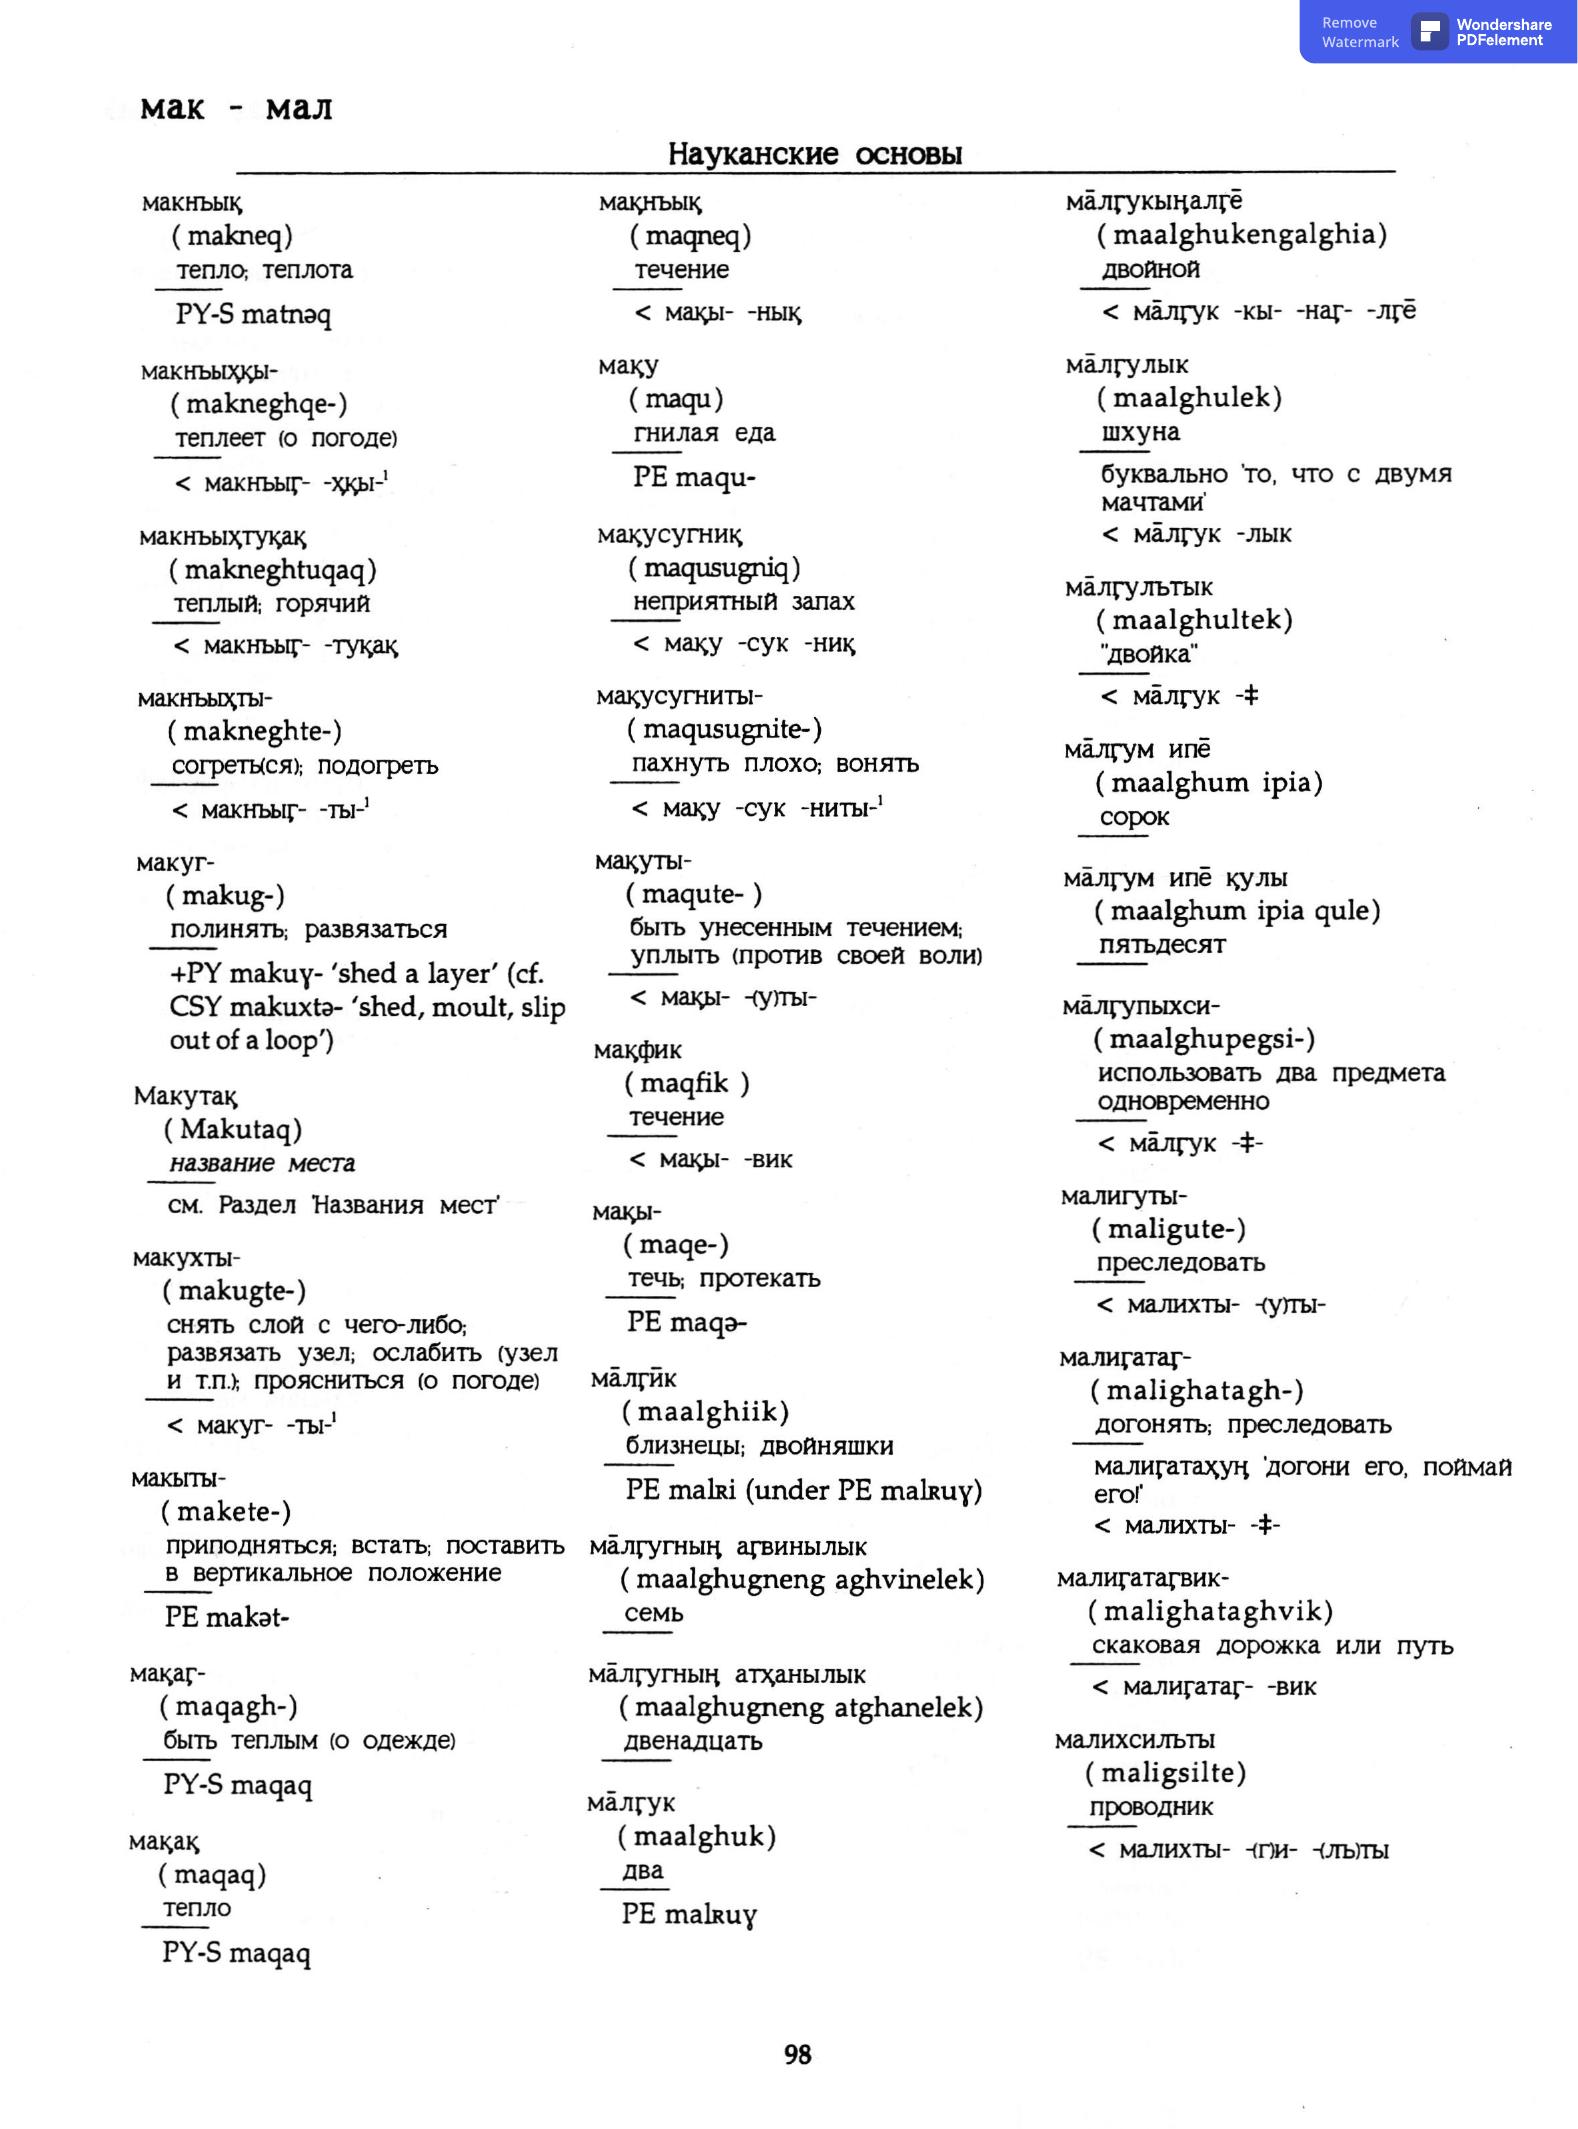 Remove
Watermark
Wondershare
PDFelement
мак - мал
Науканские основы
макнъыӄ
( makneq)
тепло; теплота
PY-S matnəq
макнъыӽӄы-
( makneghqe-)
теплеет (о погоде)
< макнъыӷ- -ӽӄы-¹
макнъыӽтуӄаӄ
( makneghtuqaq)
теплый; горячий
< макнъыӷ- -туӄаӄ
макнъыӽты-
( makneghte-)
согреть(ся); подогреть
< макнъыӷ- -ты-¹
макуг-
( makug-)
полинять; развязаться
+PY makuɣ- ‘shed a layer’ (cf.
CSY makuxtə- ‘shed, moult, slip
out of a loop’)
Макутаӄ
( Makutaq)
название места
см. Раздел 'Названия мест'
макухты-
( makugte-)
снять слой с чего-либо;
развязать узел; ослабить (узел
и т.п.); проясниться (о погоде)
< макуг- -ты-¹
макыты-
( makete-)
приподняться; встать; поставить
в вертикальное положение
PE makət-
маӄаӷ-
( maqagh-)
быть теплым (о одежде)
PY-S maqaq
маӄаӄ
( maqaq)
тепло
PY-S maqaq
маӄнъыӄ
( maqneq)
течение
< маӄы- -ныӄ
маӄу
( maqu)
гнилая еда
PE maqu-
маӄусугниӄ
( maqusugniq)
неприятный запах
< маӄу -сук -ниӄ
маӄусугниты-
( maqusugnite-)
пахнуть плохо; вонять
< маӄу -сук -ниты-¹
маӄуты-
( maqute- )
быть унесенным течением;
уплыть (против своей воли)
< маӄы- -(у)ты-
маӄфик
( maqfik )
течение
< маӄы- -вик
маӄы-
( maqe-)
течь; протекать
PE maqə-
ма̄лӷӣк
( maalghiik)
близнецы; двойняшки
PE malʀi (under PE malʀuɣ)
ма̄лӷугныӊ аӷвинылык
( maalghugneng aghvinelek)
семь
ма̄лӷугныӊ атӽанылык
( maalghugneng atghanelek)
двенадцать
ма̄лӷук
( maalghuk)
два
PE malʀuɣ
ма̄лӷукыӊалӷе̄
( maalghukengalghia)
двойной
< ма̄лӷук -кы- -наӷ- -лӷе̄
ма̄лӷулык
( maalghulek)
шхуна
буквально 'то, что с двумя
мачтами'
< ма̄лӷук -лык
ма̄лӷультык
( maalghultek)
"двойка"
< ма̄лӷук -‡
ма̄лӷум ипе̄
( maalghum ipia)
сорок
ма̄лӷум ипе̄ ӄулы
( maalghum ipia qule)
пятьдесят
ма̄лӷупыхси-
( maalghupegsi-)
использовать два предмета
одновременно
< ма̄лӷук -‡-
малигуты-
( maligute-)
преследовать
< малихты- -(у)ты-
малиӷатаӷ-
( malighatagh-)
догонять; преследовать
малиӷатаӽуӊ 'догони его, поймай
его!'
< малихты- -‡-
малиӷатаӷвик-
( malighataghvik)
скаковая дорожка или путь
< малиӷатаӷ- -вик
малихсильты
( maligsilte)
проводник
< малихты- -(г)и- -(лъ)ты
98